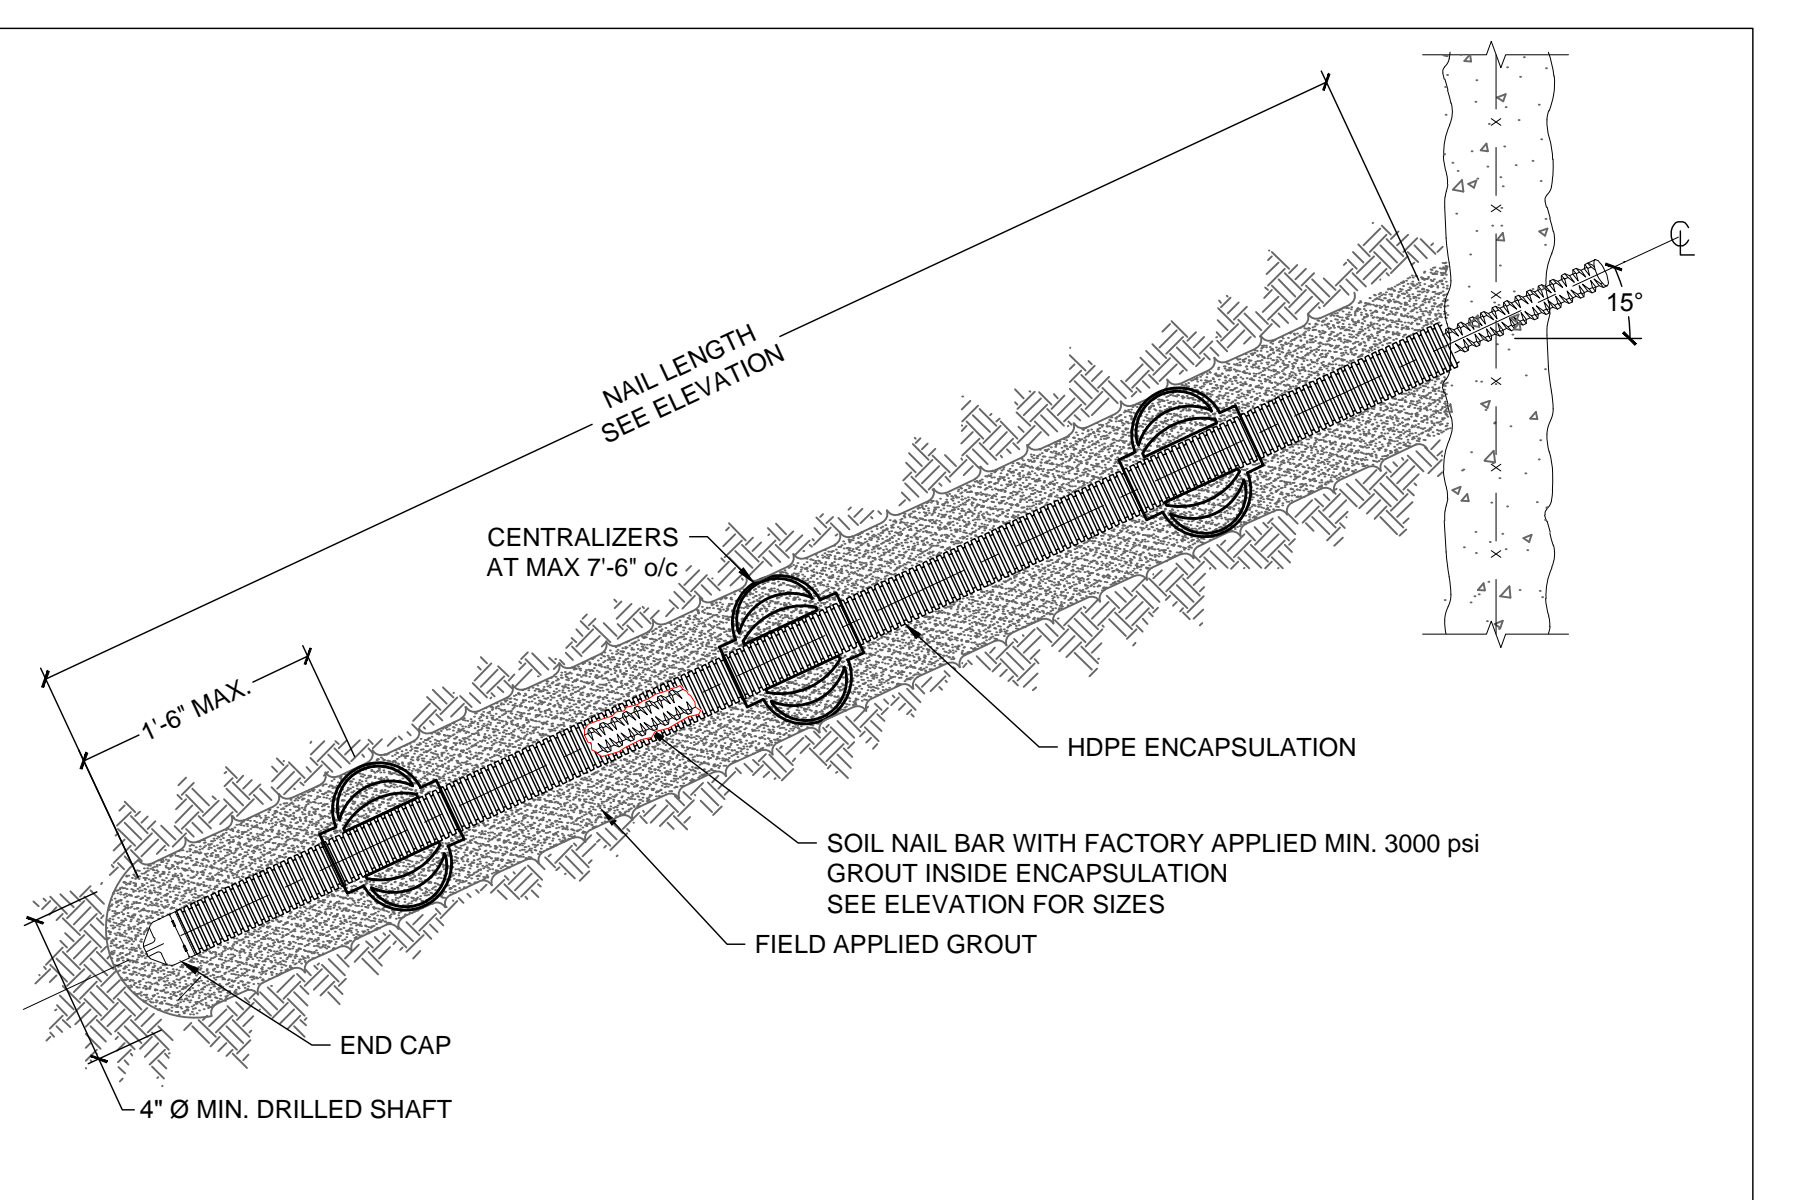 NAIL LENGTH
SEE ELEVATION
℄
15°
CENTRALIZERS
AT MAX 7'-6" o/c
1'-6" MAX.
HDPE ENCAPSULATION
SOIL NAIL BAR WITH FACTORY APPLIED MIN. 3000 psi
GROUT INSIDE ENCAPSULATION
SEE ELEVATION FOR SIZES
FIELD APPLIED GROUT
END CAP
4" Ø MIN. DRILLED SHAFT